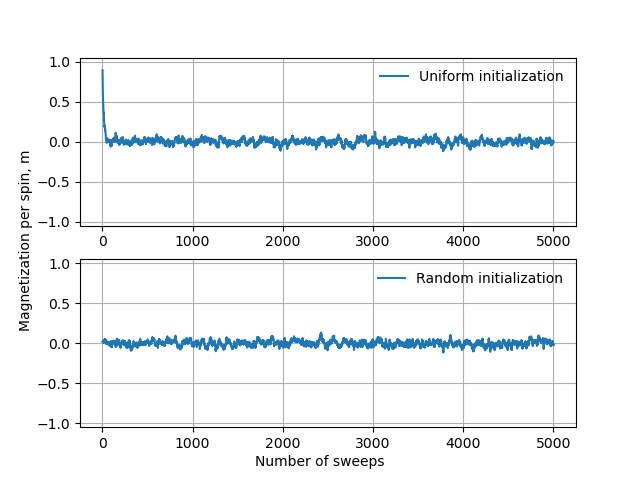 Magnetization per spin, m
1.0
0.5
0.0
−0.5
−1.0
Uniform initialization
0 1000 2000 3000 4000 5000
1.0
0.5
0.0
−0.5
−1.0
Random initialization
0 1000 2000 3000 4000 5000
Number of sweeps